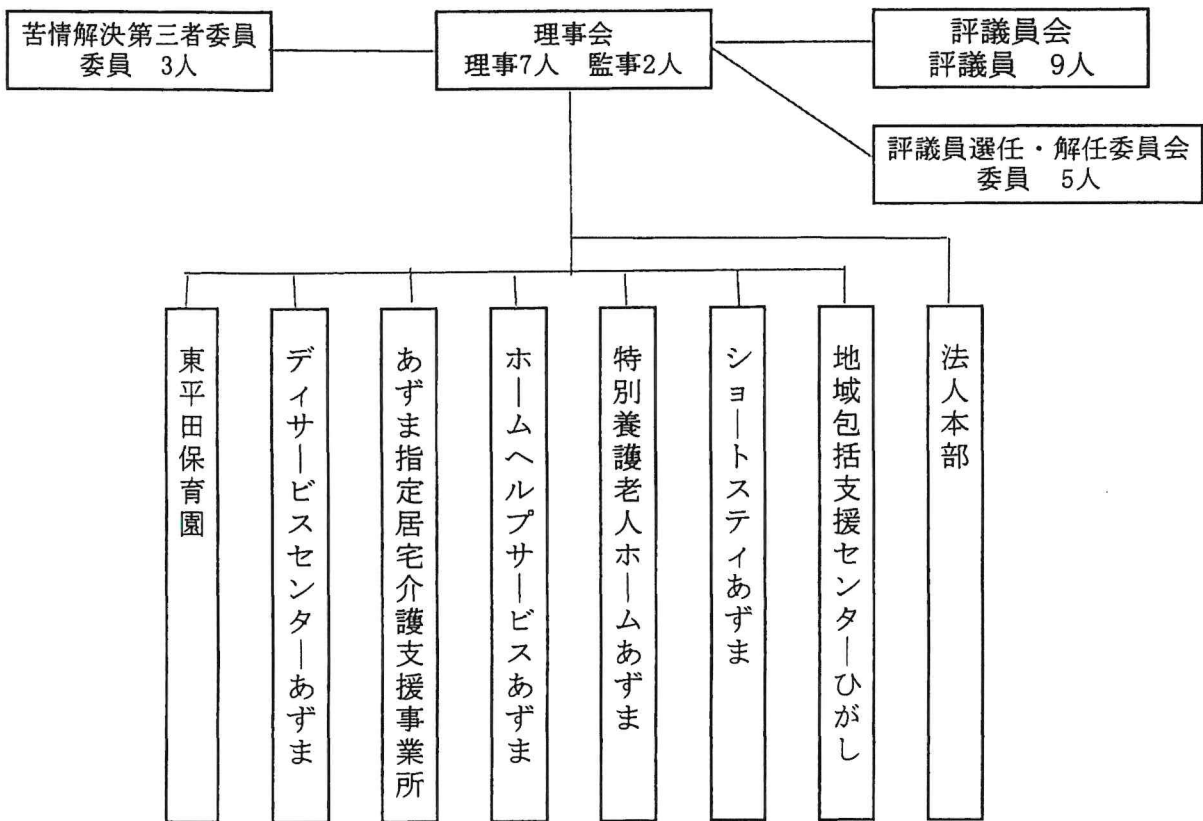 苦情解決第三者委員
委員 3人
理事会
理事7人 監事2人
評議員会
評議員 9人
評議員選任・解任委員会
委員 5人
東平田保育園
ディサービスセンターあずま
あずま指定居宅介護支援事業所
ホームヘルプサービスあずま
特別養護老人ホームあずま
ショートスティあずま
地域包括支援センターひがし
法人本部